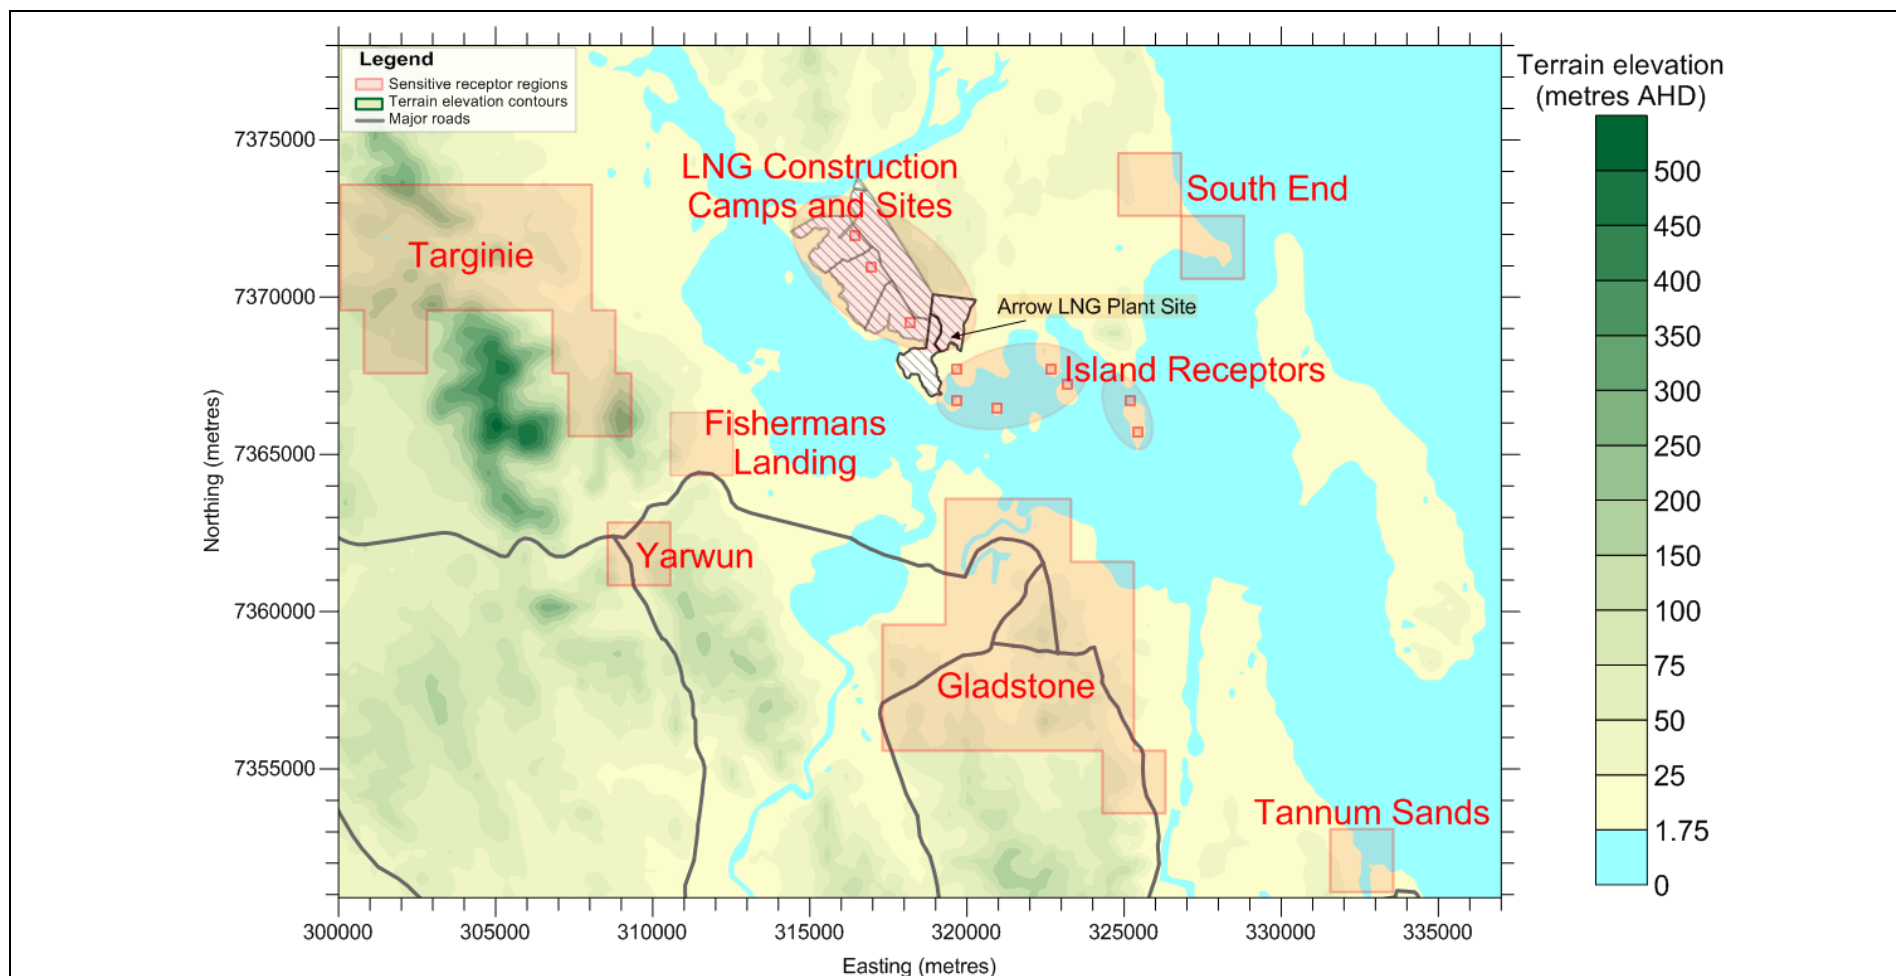 Legend
Sensitive receptor regions
Terrain elevation contours
Major roads
Terrain elevation
(metres AHD)
500
450
400
350
300
250
200
150
100
75
50
25
1.75
0
LNG Construction
Camps and Sites
South End
Targinie
Arrow LNG Plant Site
Island Receptors
Fishermans
Landing
Yarwun
Gladstone
Tannum Sands
Northing (metres)
7375000
7370000
7365000
7360000
7355000
300000
305000
310000
315000
320000
325000
330000
335000
Easting (metres)